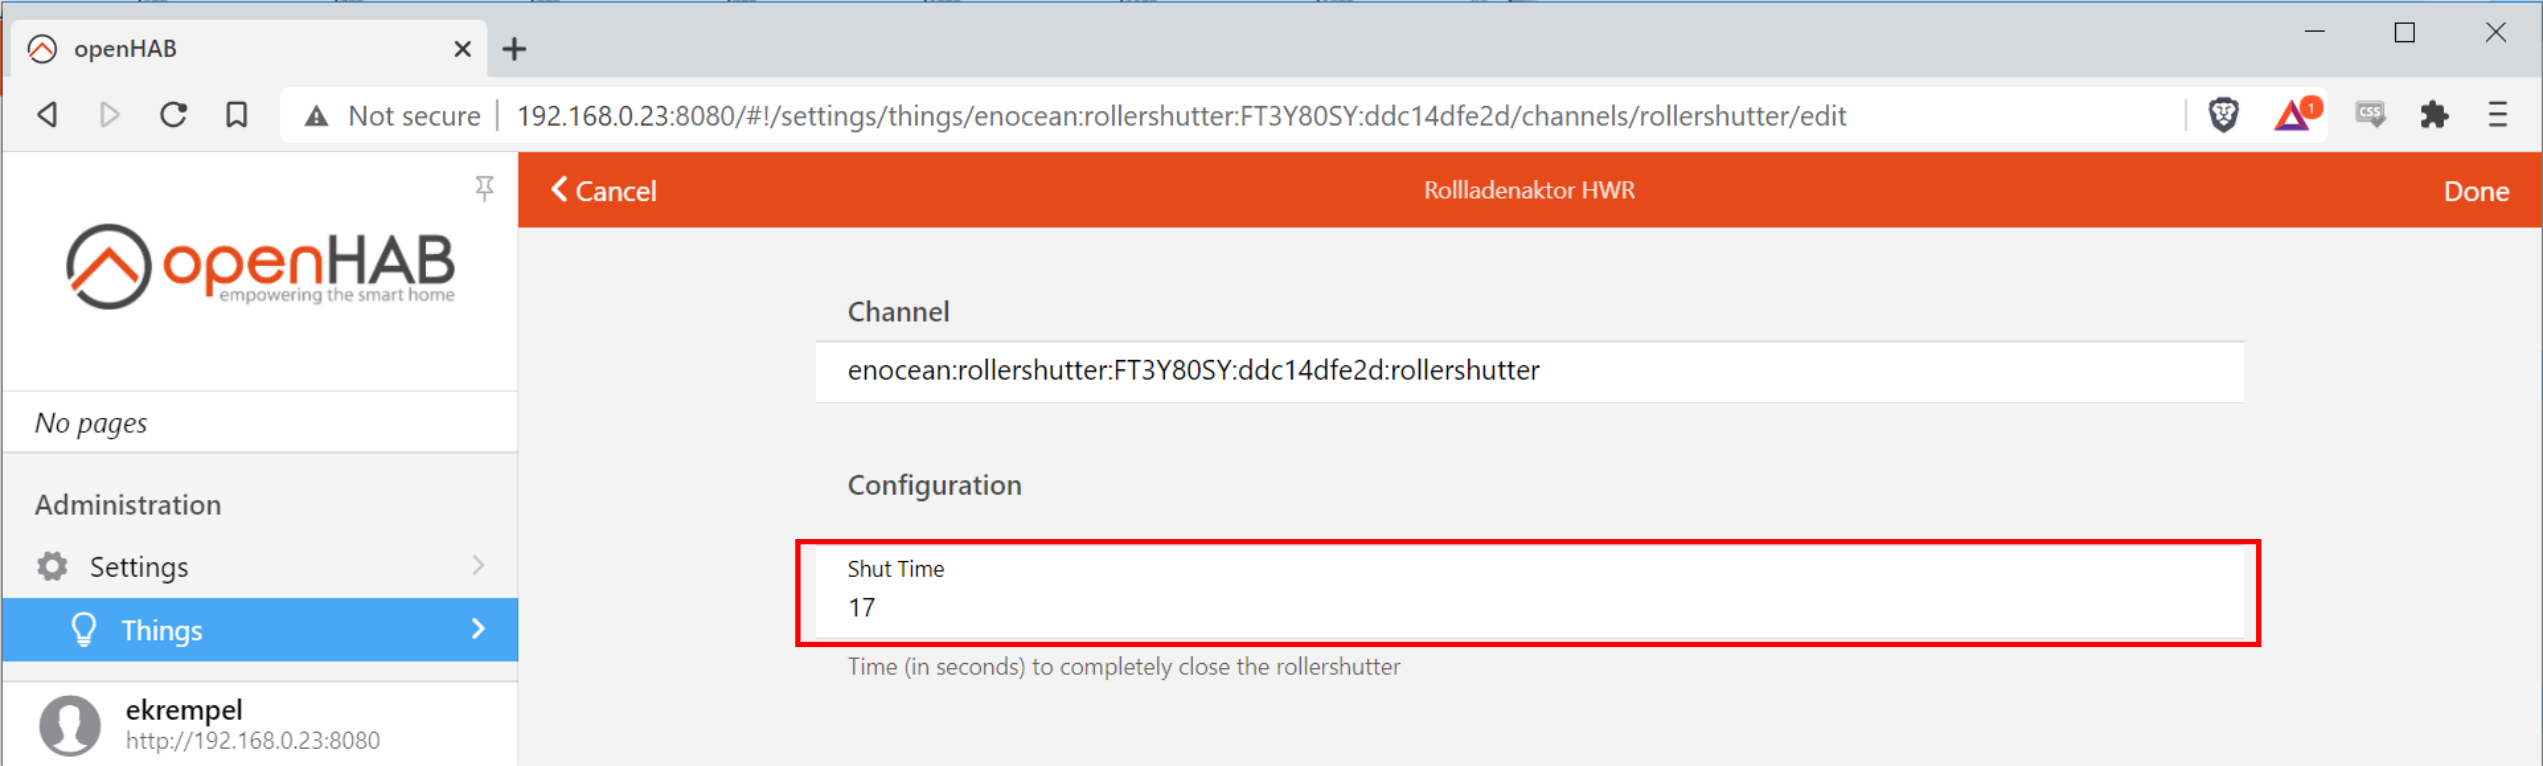 openHAB
Not secure
192.168.0.23:8080/#!/settings/things/enocean:rollershutter:FT3Y80SY:ddc14dfe2d/channels/rollershutter/edit
1
CSS
openHAB
empowering the smart home
No pages
Administration
Settings
Things
ekrempel
http://192.168.0.23:8080
Cancel
Rollladenaktor HWR
Done
Channel
enocean:rollershutter:FT3Y80SY:ddc14dfe2d:rollershutter
Configuration
Shut Time
17
Time (in seconds) to completely close the rollershutter